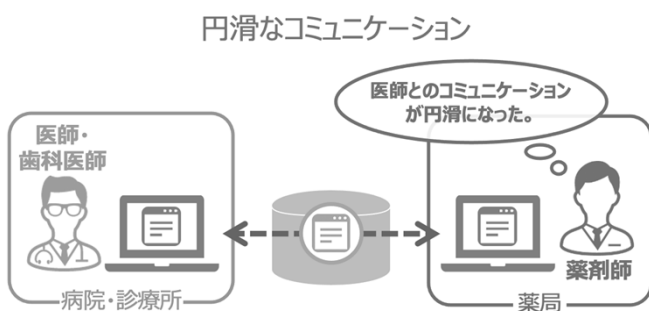 円滑なコミュニケーション
医師とのコミュニケーション
が円滑になった。
医師・
歯科医師
薬剤師
病院・診療所
薬局